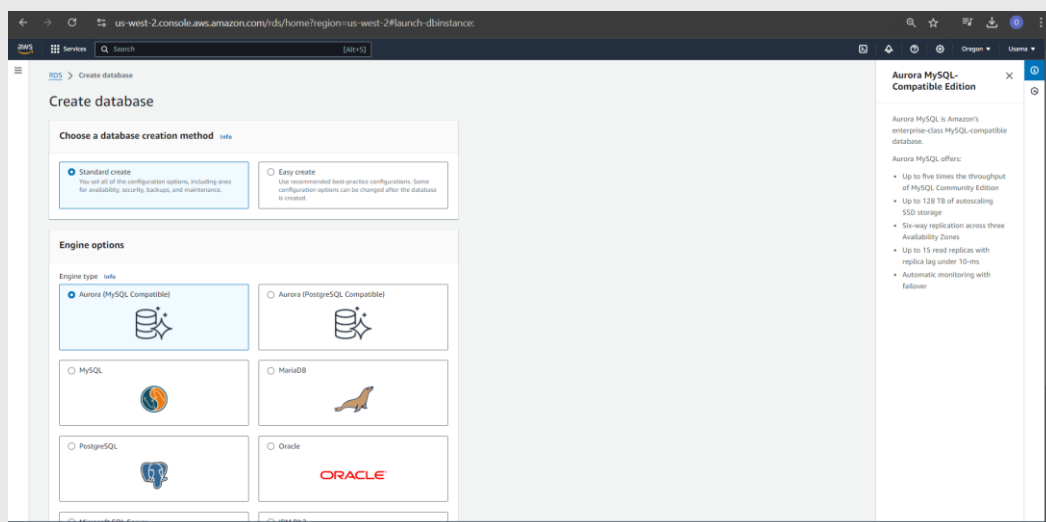 us-west-2.console.aws.amazon.com/rds/home?region=us-west-2#launch-dbinstance:
aws
Services
Search
[Alt+S]
Oregon
Usama
RDS > Create database
Create database
Choose a database creation method Info
Standard create
You set all of the configuration options, including ones
for availability, security, backups, and maintenance.
Easy create
Use recommended best-practice configurations. Some
configuration options can be changed after the database
is created.
Engine options
Engine type Info
Aurora (MySQL Compatible)
Aurora (PostgreSQL Compatible)
MySQL
MariaDB
PostgreSQL
Oracle
ORACLE
Aurora MySQL-
Compatible Edition
Aurora MySQL is Amazon's
enterprise-class MySQL-compatible
database.
Aurora MySQL offers:
Up to five times the throughput
of MySQL Community Edition
Up to 128 TB of autoscaling
SSD storage
Six-way replication across three
Availability Zones
Up to 15 read replicas with
replica lag under 10-ms
Automatic monitoring with
failover